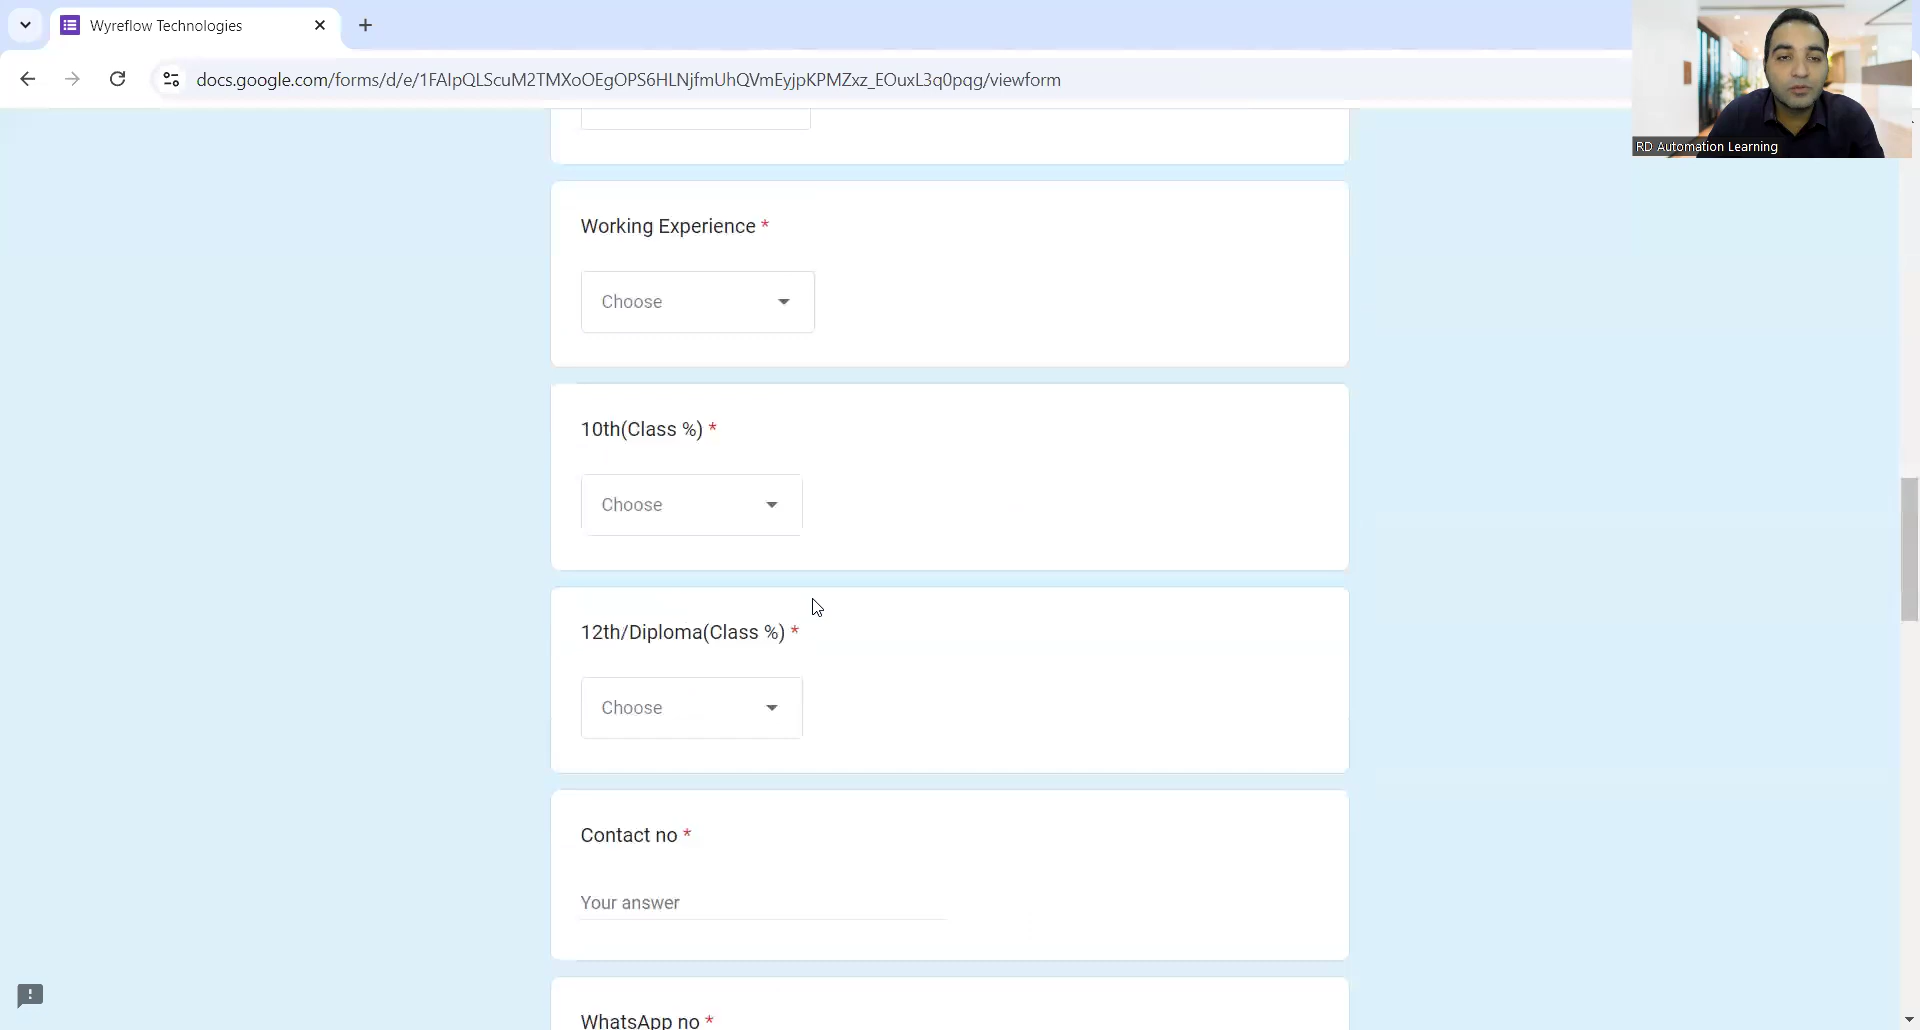 Wyreflow Technologies
docs.google.com/forms/d/e/1FAIpQLScuM2TMXoOEgOPS6HLNjfmUhQVmEyjpKPMZxz_EOuxL3q0pqg/viewform
RD Automation Learning
Working Experience *
Choose
10th(Class %) *
Choose
12th/Diploma(Class %) *
Choose
Contact no *
Your answer
WhatsApp no *